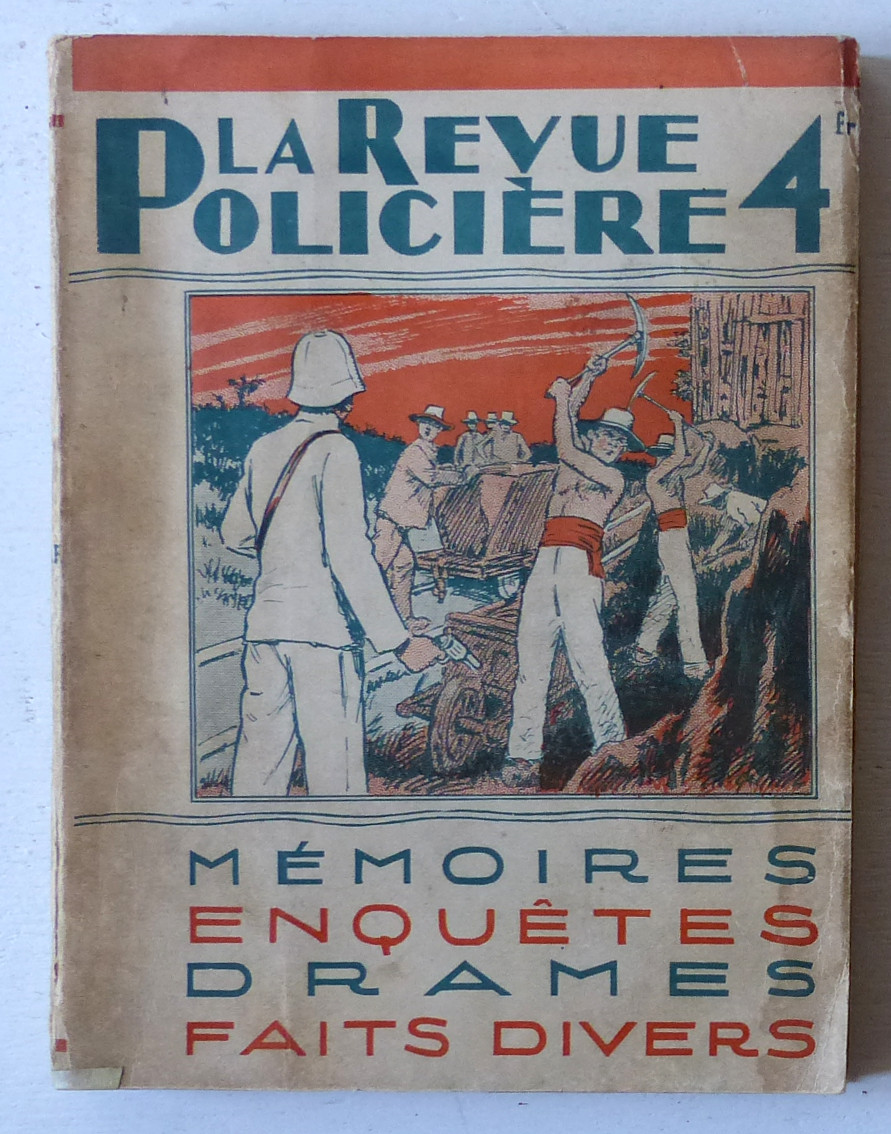 LA REVUE
POLICIÈRE 4 Fr
MÉMOIRES
ENQUÊTES
DRAMES
FAITS DIVERS